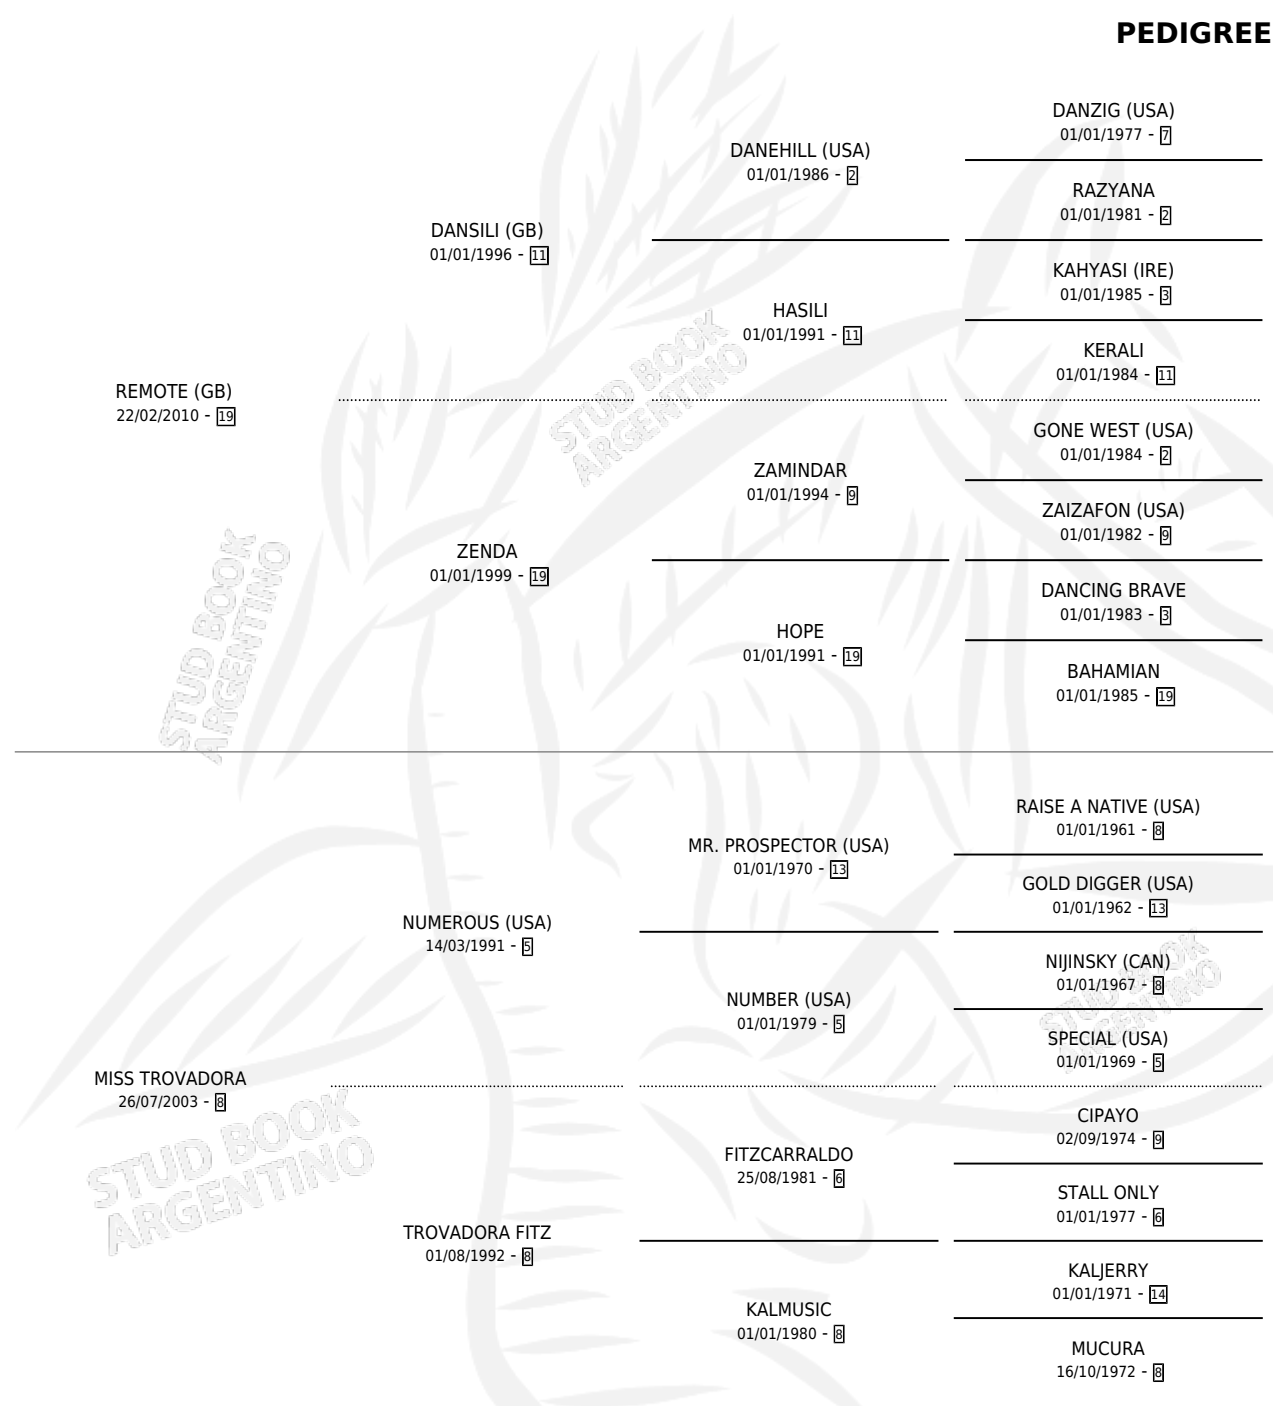 PEDIGREE
DANZIG (USA)
01/01/1977 - 7
DANEHILL (USA)
01/01/1986 - 2
RAZYANA
01/01/1981 - 2
DANSILI (GB)
01/01/1996 - 11
KAHYASI (IRE)
01/01/1985 - 3
HASILI
01/01/1991 - 11
KERALI
01/01/1984 - 11
REMOTE (GB)
22/02/2010 - 19
GONE WEST (USA)
01/01/1984 - 2
ZAMINDAR
01/01/1994 - 9
ZAIZAFON (USA)
01/01/1982 - 9
ZENDA
01/01/1999 - 19
DANCING BRAVE
01/01/1983 - 3
HOPE
01/01/1991 - 19
BAHAMIAN
01/01/1985 - 19
RAISE A NATIVE (USA)
01/01/1961 - 8
MR. PROSPECTOR (USA)
01/01/1970 - 13
GOLD DIGGER (USA)
01/01/1962 - 13
NUMEROUS (USA)
14/03/1991 - 5
NIJINSKY (CAN)
01/01/1967 - 8
NUMBER (USA)
01/01/1979 - 5
SPECIAL (USA)
01/01/1969 - 5
MISS TROVADORA
26/07/2003 - 8
CIPAYO
02/09/1974 - 9
FITZCARRALDO
25/08/1981 - 6
STALL ONLY
01/01/1977 - 6
TROVADORA FITZ
01/08/1992 - 8
KALJERRY
01/01/1971 - 14
KALMUSIC
01/01/1980 - 8
MUCURA
16/10/1972 - 8
STUD BOOK
ARGENTINO
STUD BOOK
ARGENTINO
STUD BOOK
ARGENTINO
STUD BOOK
ARGENTINO